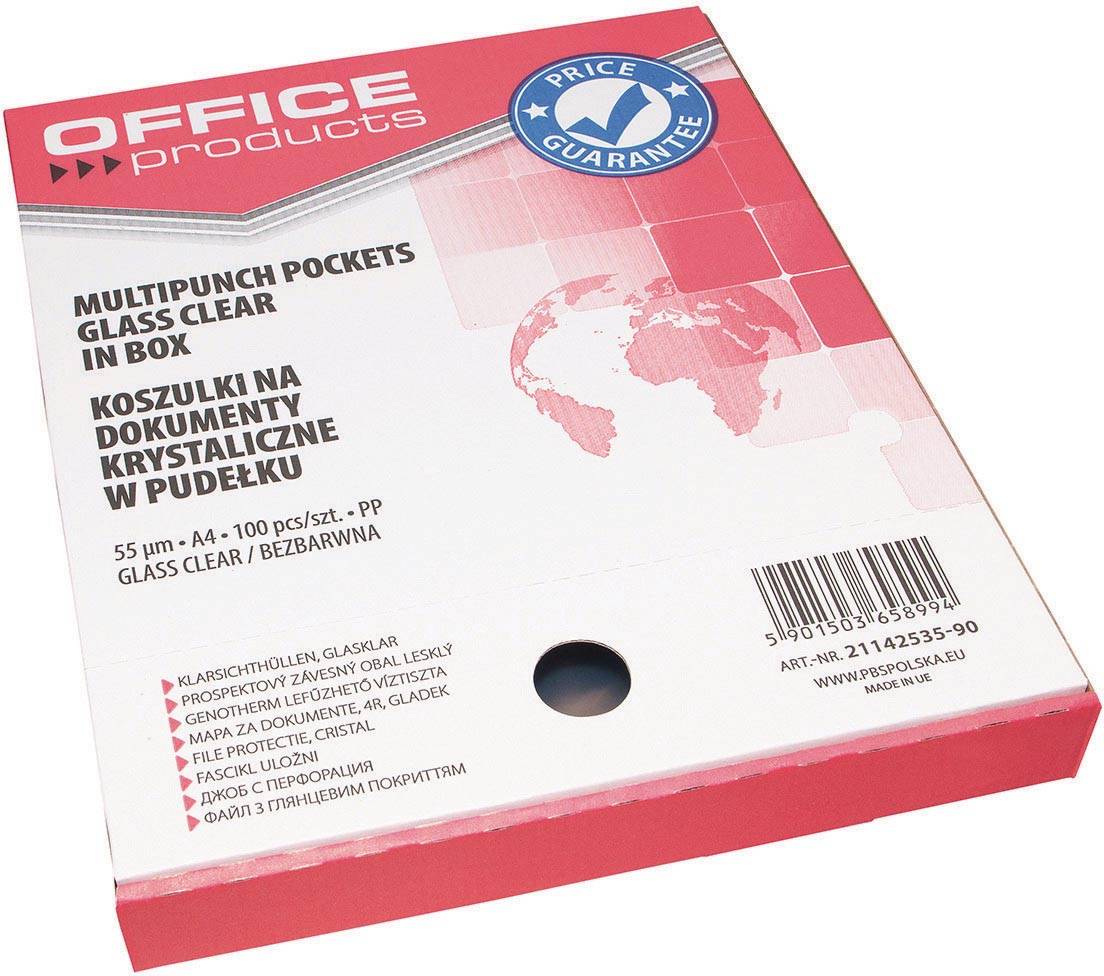 OFFICE
products
PRICE
GUARANTEE
MULTIPUNCH POCKETS
GLASS CLEAR
IN BOX
KOSZULKI NA
DOKUMENTY
KRYSTALICZNE
W PUDEŁKU
55 µm • A4 • 100 pcs/szt. • PP
GLASS CLEAR / BEZBARWNA
KLARSICHTHÜLLEN, GLASKLAR
PROSPEKTOVÝ ZÁVESNÝ OBAL LESKLÝ
GENOTHERM LEFŰZHETŐ VÍZTISZTA
MAPA ZA DOKUMENTE, 4R, GLADEK
FILE PROTECTIE, CRISTAL
FASCIKL ULOŽNI
ДЖОБ С ПЕРФОРАЦИЯ
ФАЙЛ З ГЛЯНЦЕВИМ ПОКРИТТЯМ
5 901503 658994
ART.-NR. 21142535-90
WWW.PBSPOLSKA.EU
MADE IN UE